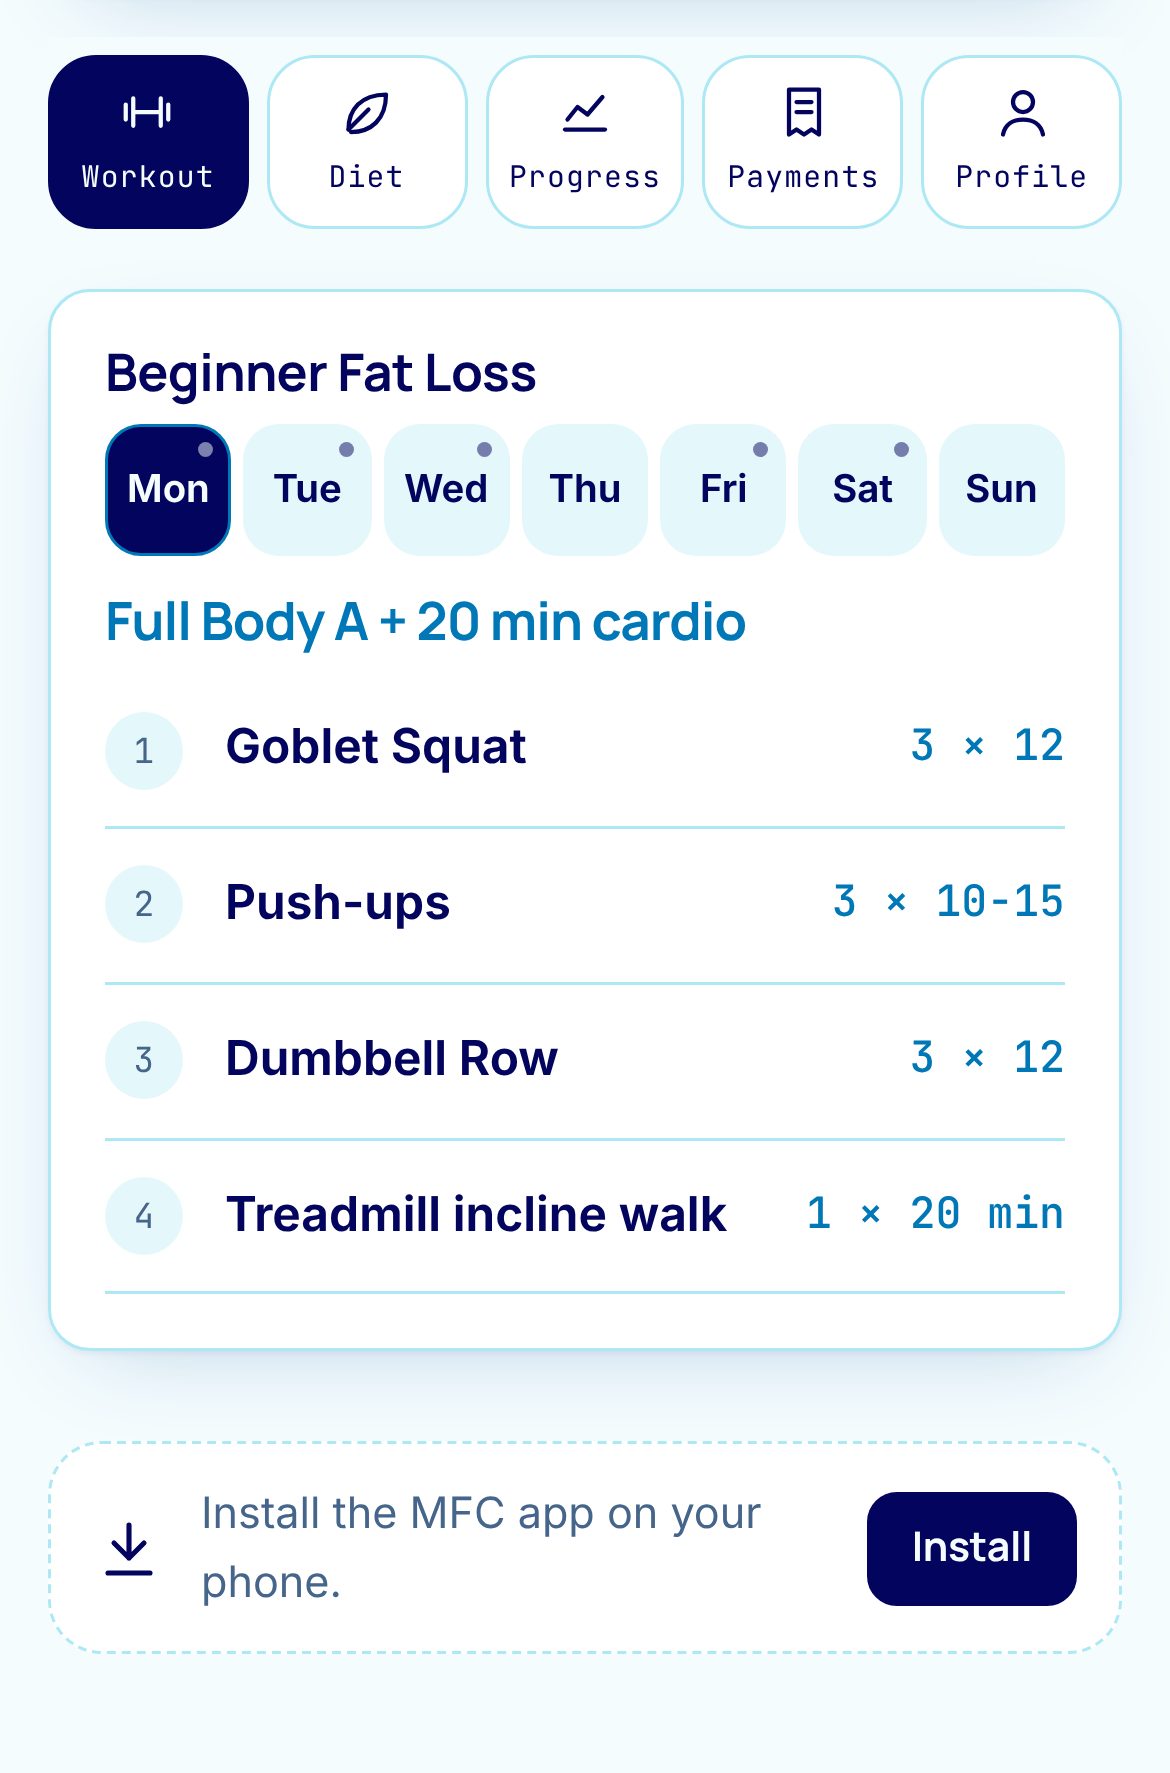 Workout Diet Progress Payments Profile
Beginner Fat Loss
Mon Tue Wed Thu Fri Sat Sun
Full Body A + 20 min cardio
1 Goblet Squat 3 × 12
2 Push-ups 3 × 10-15
3 Dumbbell Row 3 × 12
4 Treadmill incline walk 1 × 20 min
Install the MFC app on your
phone.
Install